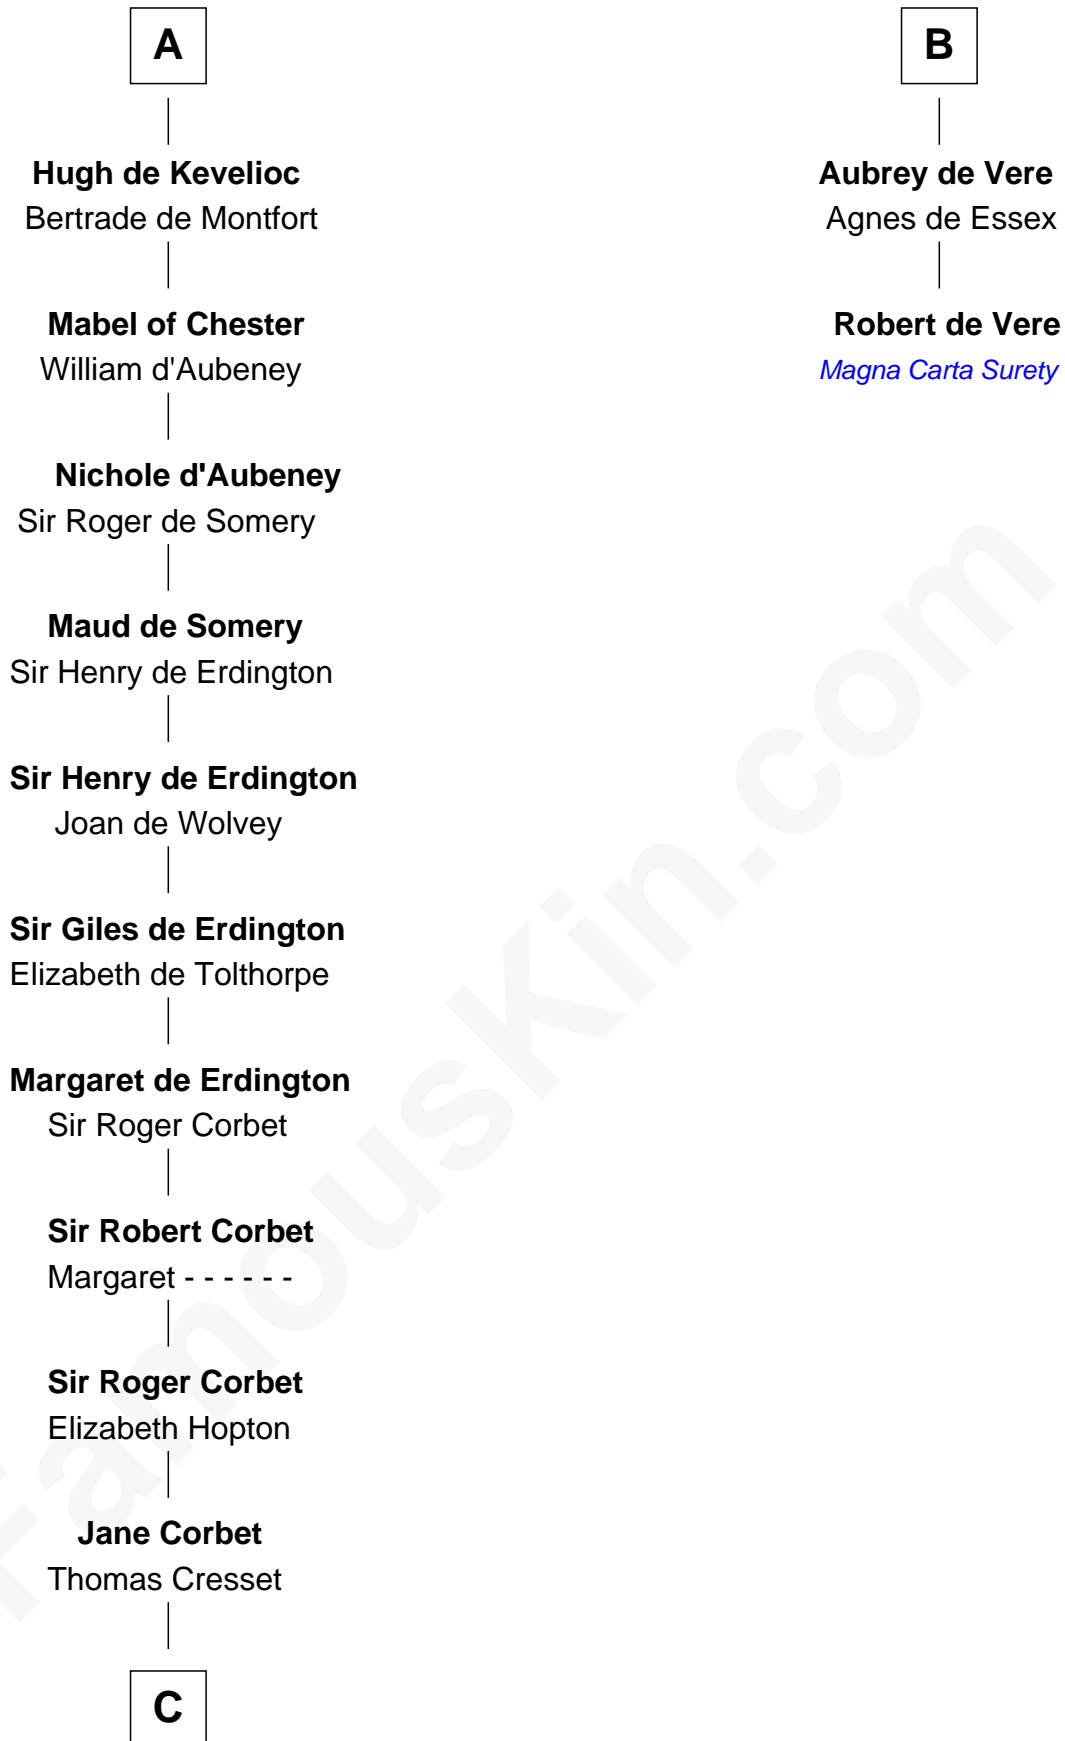 A
Hugh de Kevelioc
Bertrade de Montfort
Mabel of Chester
William d'Aubeney
Nichole d'Aubeney
Sir Roger de Somery
Maud de Somery
Sir Henry de Erdington
Sir Henry de Erdington
Joan de Wolvey
Sir Giles de Erdington
Elizabeth de Tolthorpe
Margaret de Erdington
Sir Roger Corbet
Sir Robert Corbet
Margaret - - - - - -
Sir Roger Corbet
Elizabeth Hopton
Jane Corbet
Thomas Cresset
C
B
Aubrey de Vere
Agnes de Essex
Robert de Vere
Magna Carta Surety
FamousKin.com